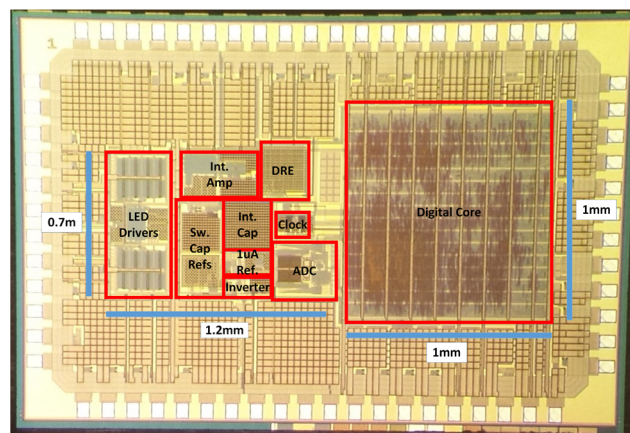 1
Int.
Amp
DRE
LED
Drivers
Sw.
Cap
Refs
Int.
Cap
Clock
1uA
Ref.
Inverter
ADC
Digital Core
0.7m
1.2mm
1mm
1mm